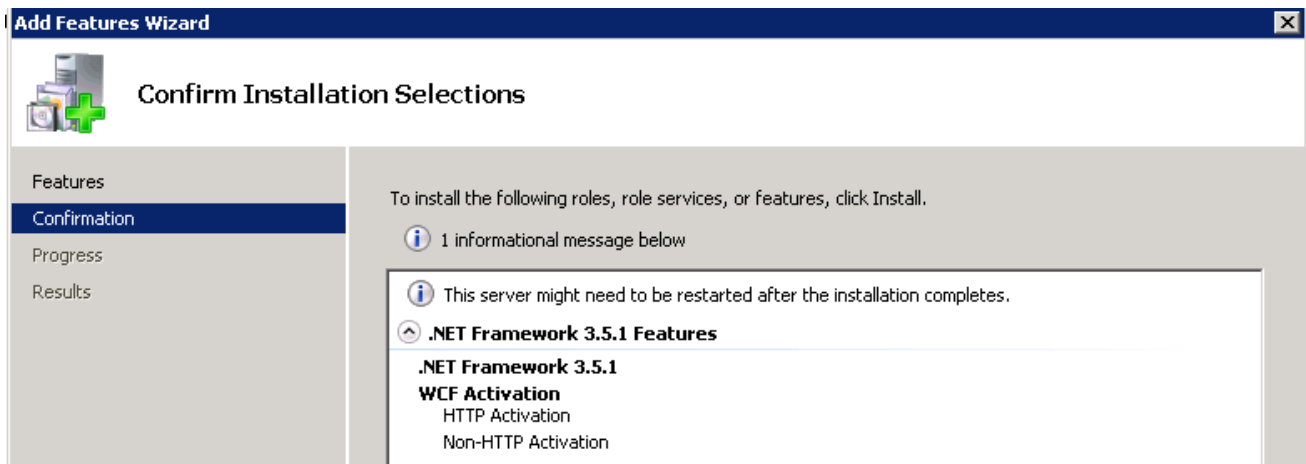 Add Features Wizard
Confirm Installation Selections
Features
Confirmation
Progress
Results
To install the following roles, role services, or features, click Install.
1 informational message below
This server might need to be restarted after the installation completes.
.NET Framework 3.5.1 Features
.NET Framework 3.5.1
WCF Activation
HTTP Activation
Non-HTTP Activation